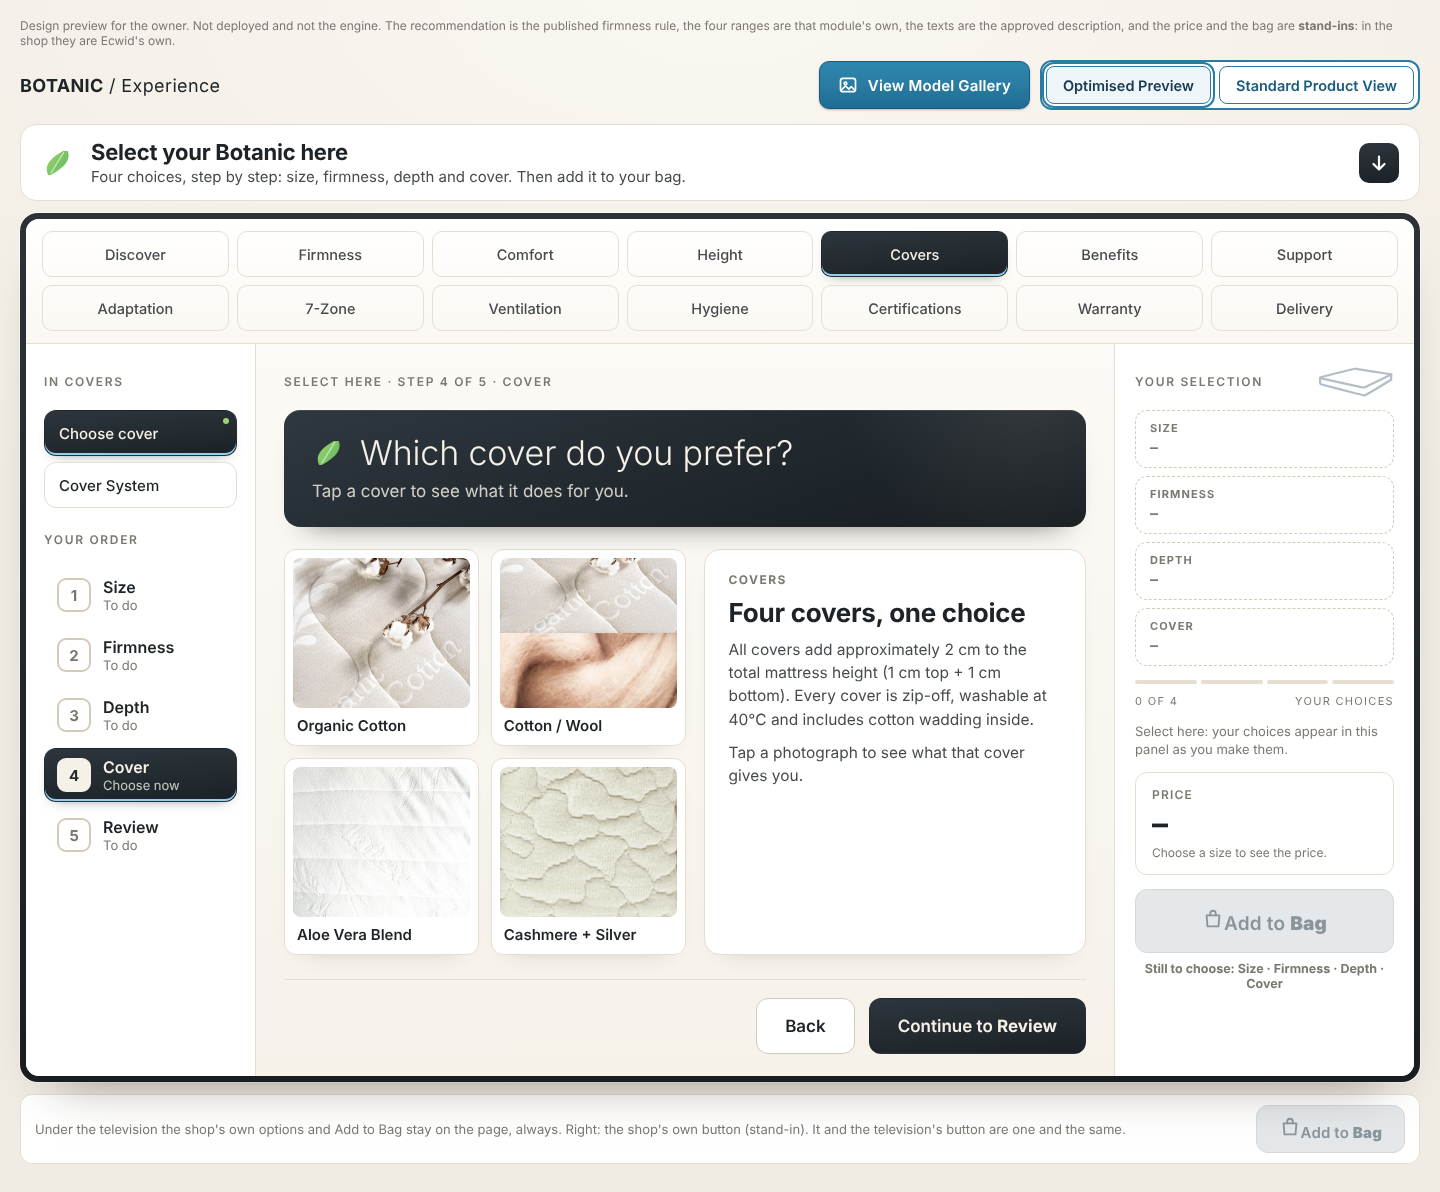 Design preview for the owner. Not deployed and not the engine. The recommendation is the published firmness rule, the four ranges are that module's own, the texts are the approved description, and the price and the bag are stand-ins: in the
shop they are Ecwid's own.
BOTANIC / Experience
View Model Gallery
Optimised Preview
Standard Product View
Select your Botanic here
Four choices, step by step: size, firmness, depth and cover. Then add it to your bag.
Discover
Firmness
Comfort
Height
Covers
Benefits
Support
Adaptation
7-Zone
Ventilation
Hygiene
Certifications
Warranty
Delivery
IN COVERS
Choose cover
Cover System
YOUR ORDER
1
Size
To do
2
Firmness
To do
3
Depth
To do
4
Cover
Choose now
5
Review
To do
SELECT HERE · STEP 4 OF 5 · COVER
Which cover do you prefer?
Tap a cover to see what it does for you.
Organic Cotton
Cotton / Wool
Aloe Vera Blend
Cashmere + Silver
COVERS
Four covers, one choice
All covers add approximately 2 cm to the
total mattress height (1 cm top + 1 cm
bottom). Every cover is zip-off, washable at
40°C and includes cotton wadding inside.
Tap a photograph to see what that cover
gives you.
Back
Continue to Review
YOUR SELECTION
SIZE
–
FIRMNESS
–
DEPTH
–
COVER
–
0 OF 4
YOUR CHOICES
Select here: your choices appear in this
panel as you make them.
PRICE
–
Choose a size to see the price.
Add to Bag
Still to choose: Size · Firmness · Depth ·
Cover
Under the television the shop's own options and Add to Bag stay on the page, always. Right: the shop's own button (stand-in). It and the television's button are one and the same.
Add to Bag